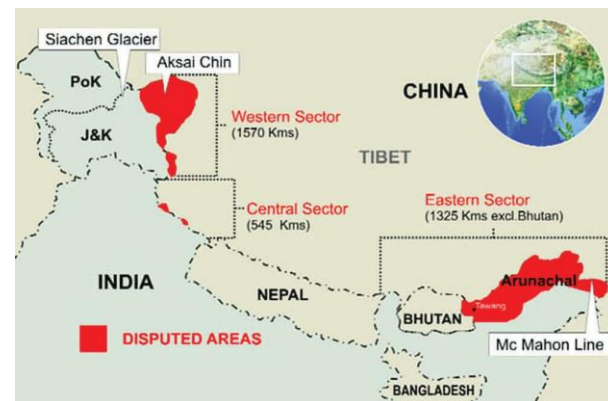 Siachen Glacier
PoK
Aksai Chin
CHINA
J&K
Western Sector
(1570 Kms)
TIBET
Central Sector
(545 Kms)
Eastern Sector
(1325 Kms excl.Bhutan)
INDIA
NEPAL
Arunachal
Tawang
BHUTAN
DISPUTED AREAS
Mc Mahon Line
BANGLADESH